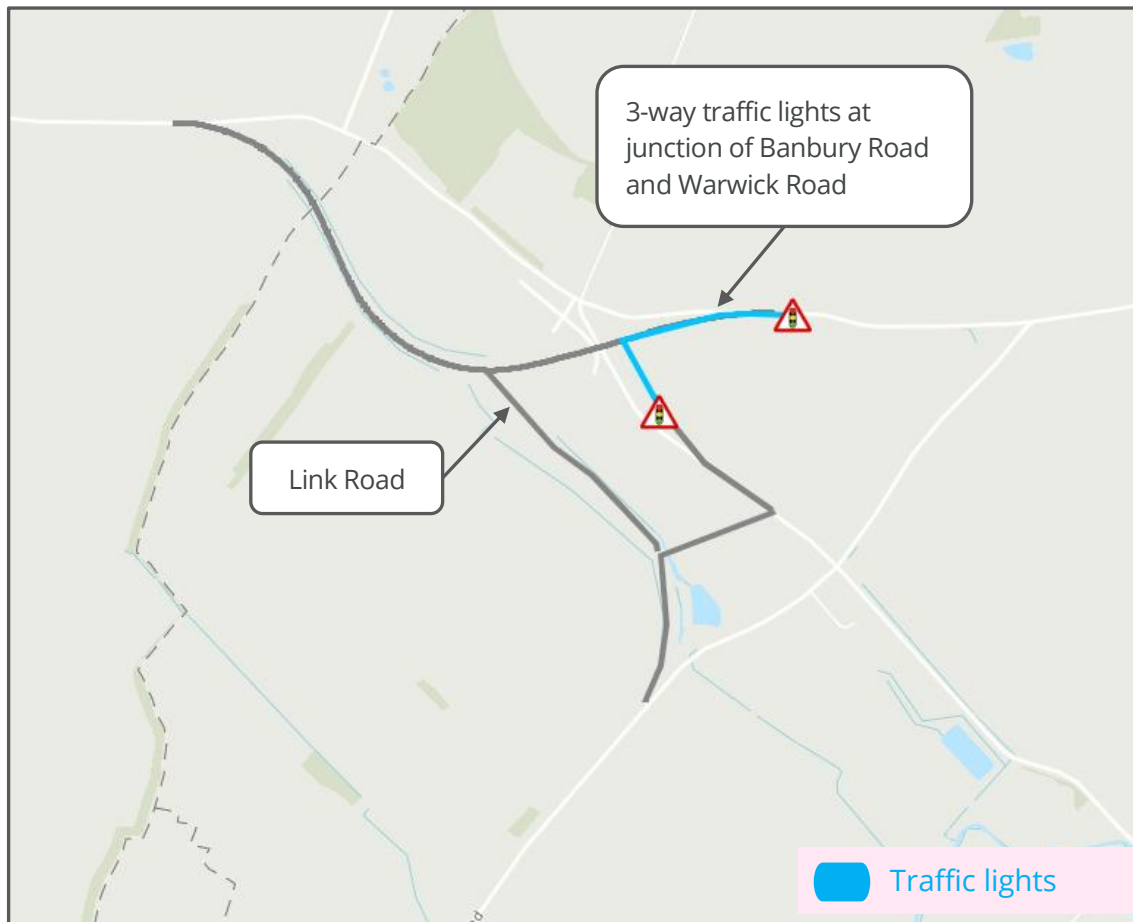 3-way traffic lights at
junction of Banbury Road
and Warwick Road
Link Road
Traffic lights